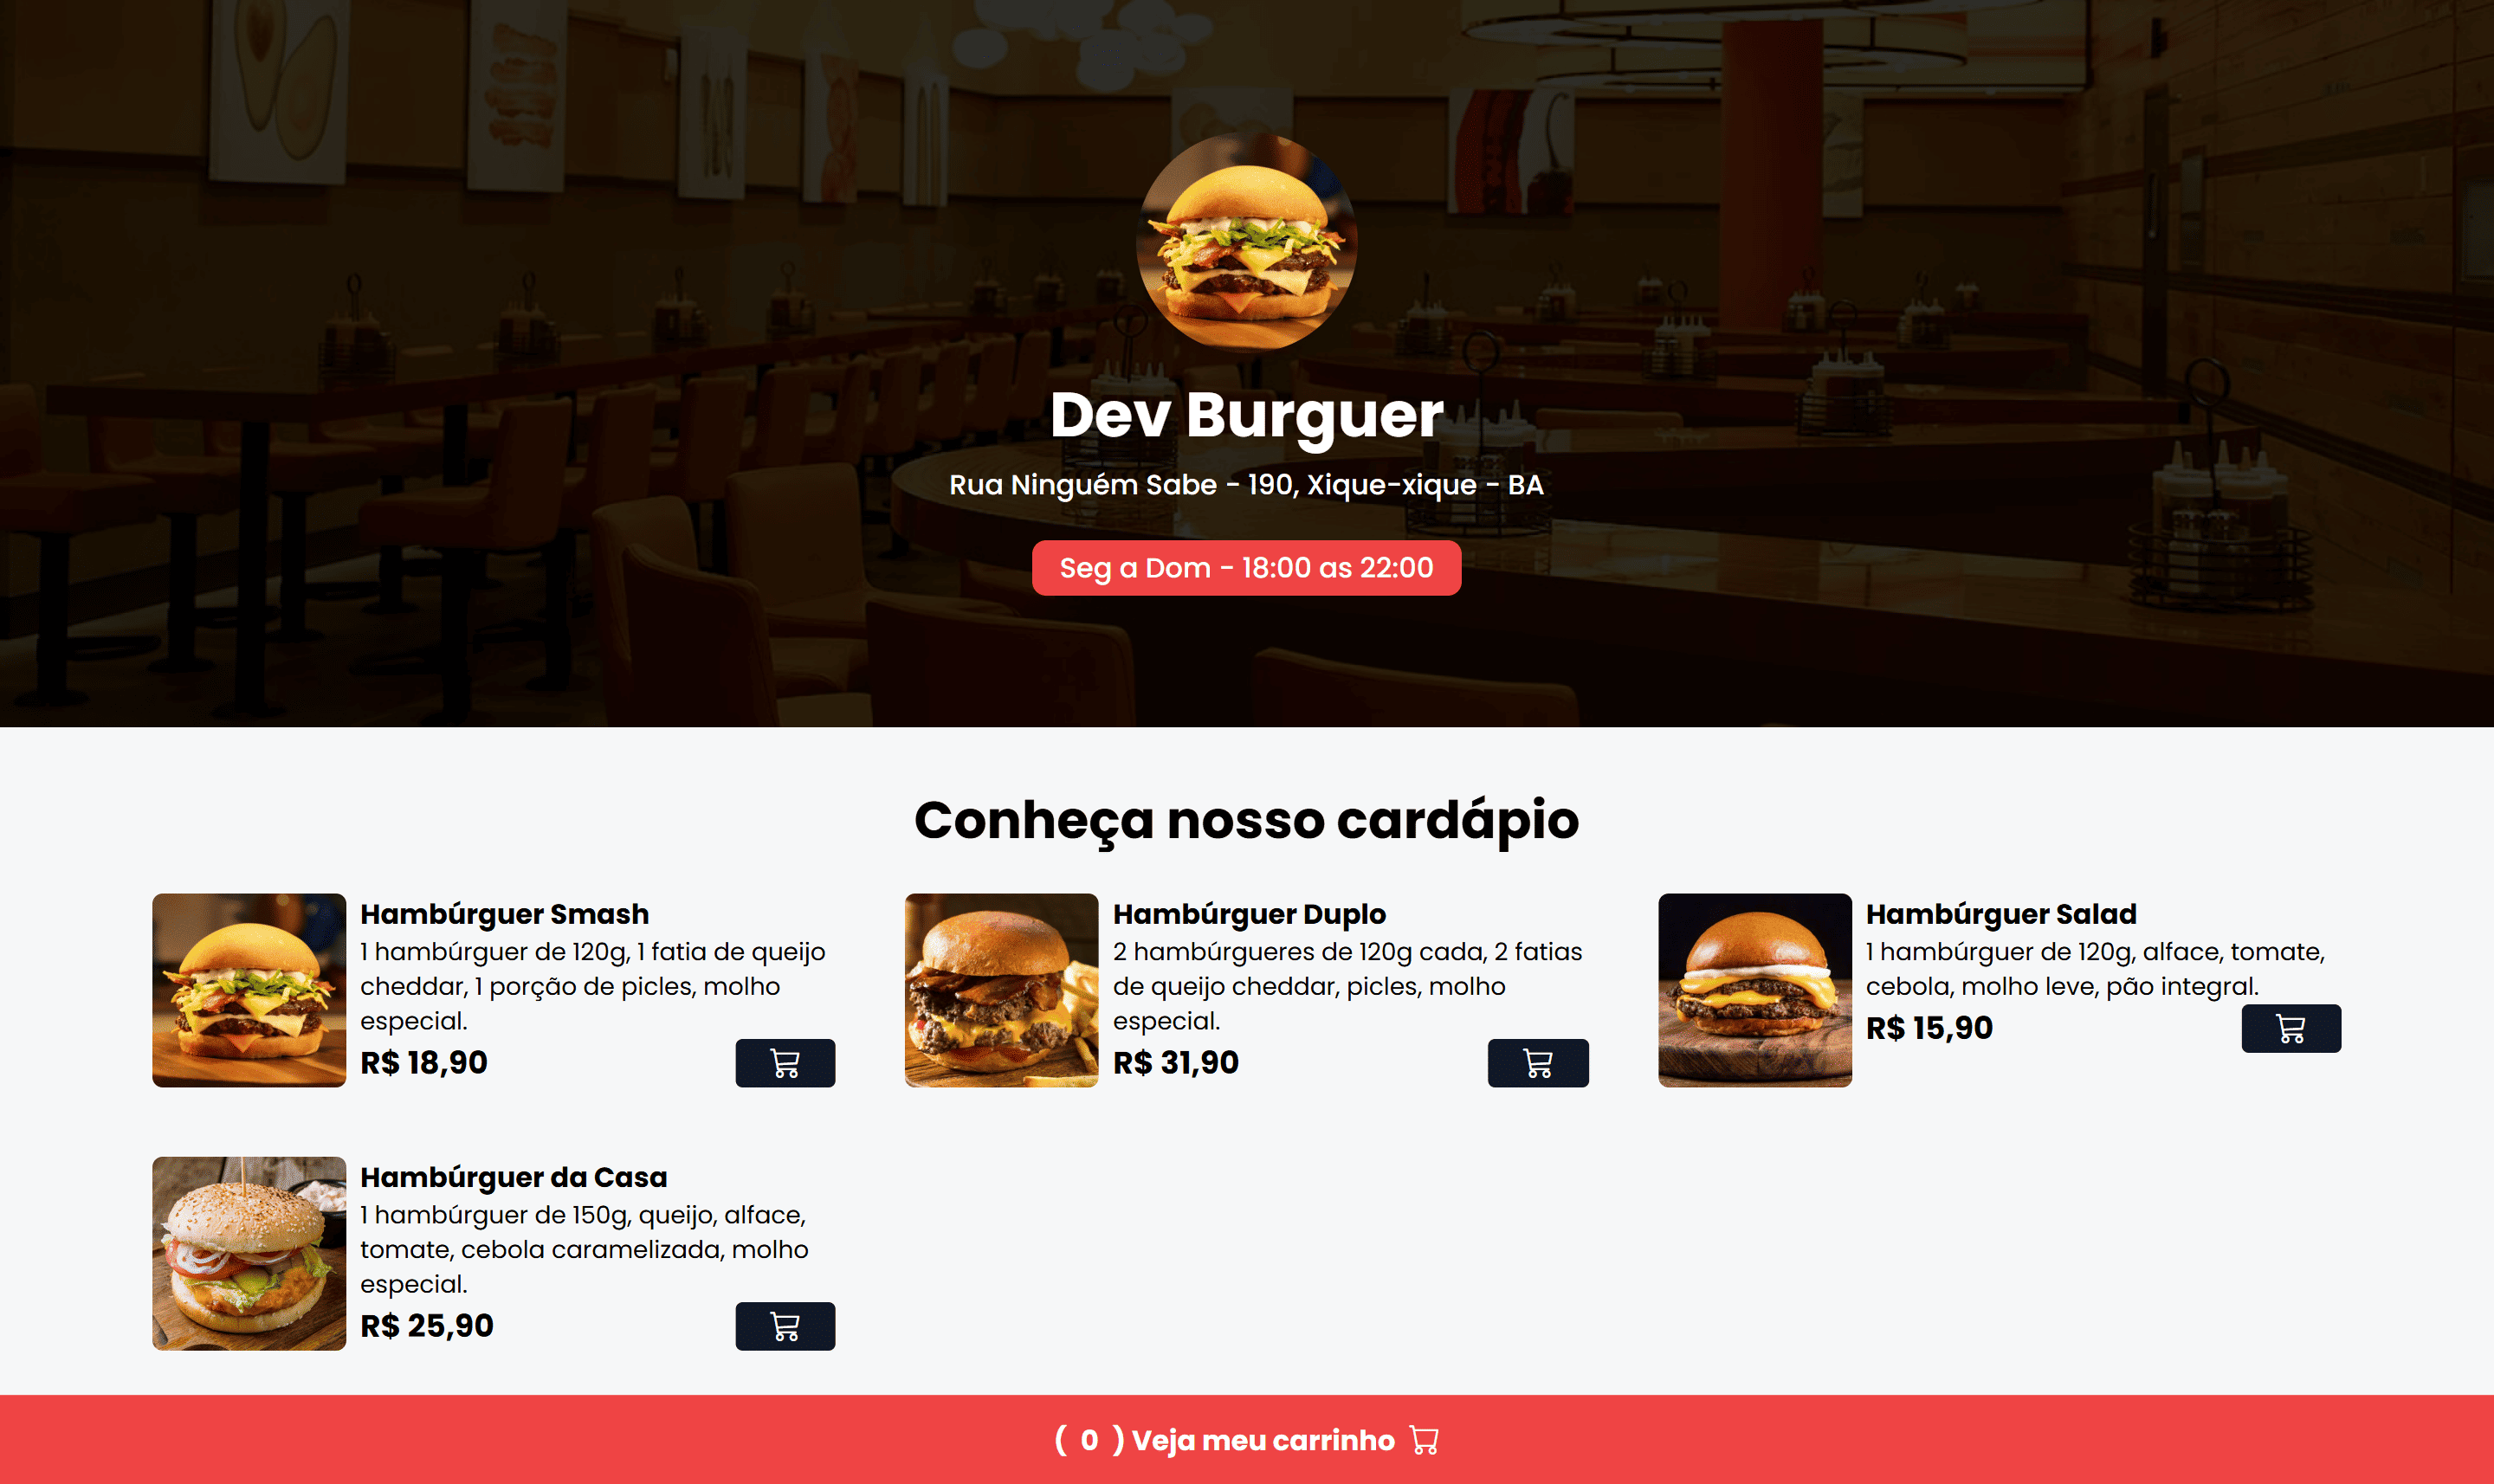 Dev Burguer
Rua Ninguém Sabe - 190, Xique-xique - BA
Seg a Dom - 18:00 as 22:00
Conheça nosso cardápio
Hambúrguer Smash
1 hambúrguer de 120g, 1 fatia de queijo
cheddar, 1 porção de picles, molho
especial.
R$ 18,90
Hambúrguer Duplo
2 hambúrgueres de 120g cada, 2 fatias
de queijo cheddar, picles, molho
especial.
R$ 31,90
Hambúrguer Salad
1 hambúrguer de 120g, alface, tomate,
cebola, molho leve, pão integral.
R$ 15,90
Hambúrguer da Casa
1 hambúrguer de 150g, queijo, alface,
tomate, cebola caramelizada, molho
especial.
R$ 25,90
( 0 ) Veja meu carrinho